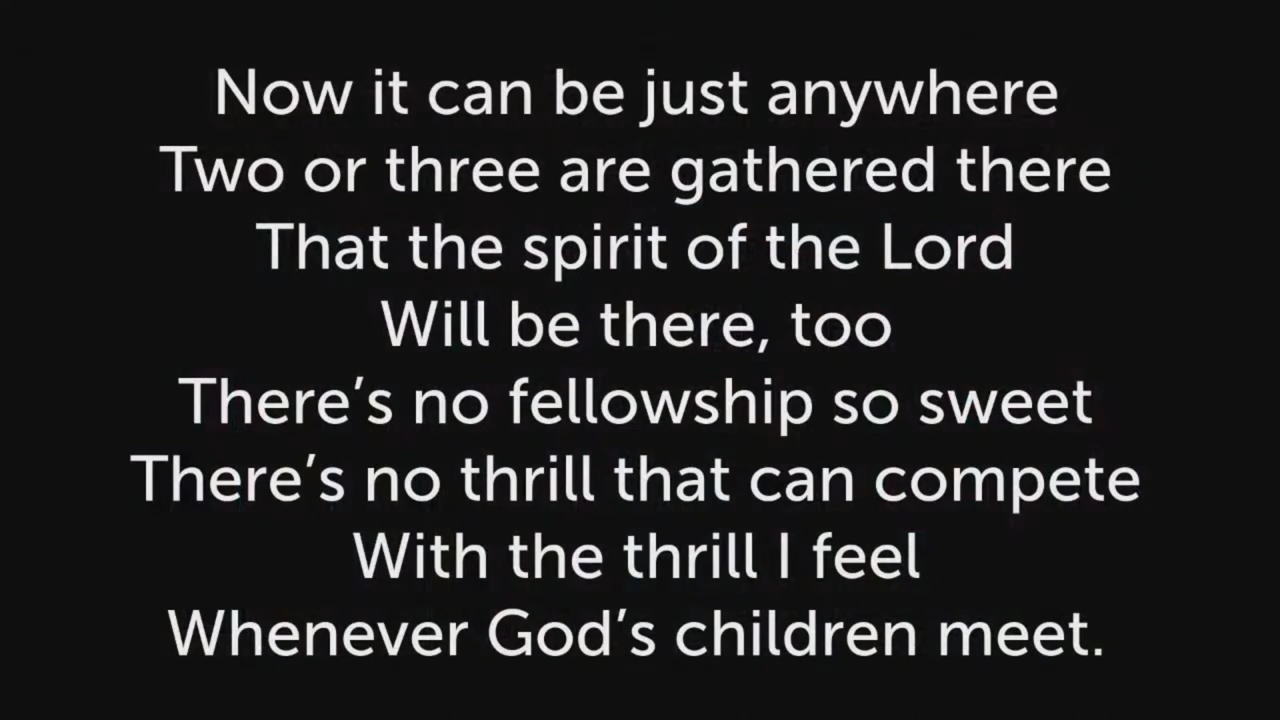 Now it can be just anywhere
Two or three are gathered there
That the spirit of the Lord
Will be there, too
There’s no fellowship so sweet
There’s no thrill that can compete
With the thrill I feel
Whenever God’s children meet.